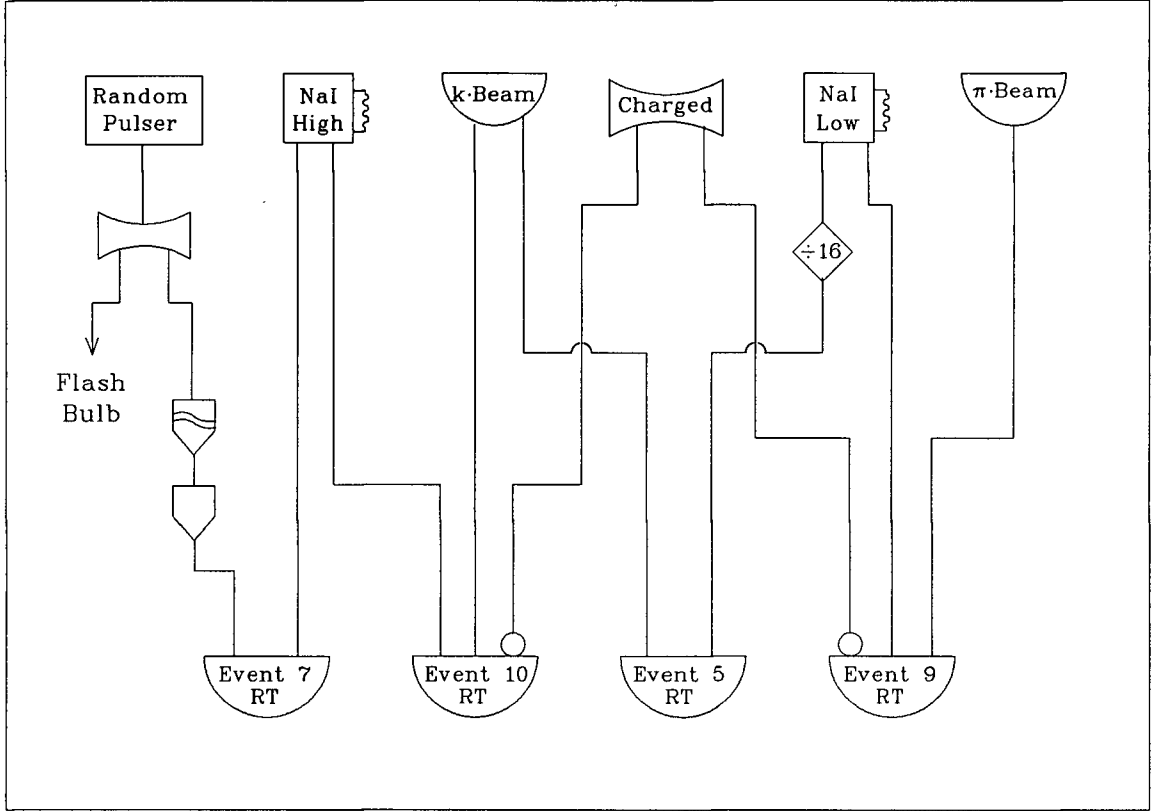 Random
Pulser
NaI
High
k·Beam
Charged
NaI
Low
π·Beam
÷16
Flash
Bulb
Event 7
RT
Event 10
RT
Event 5
RT
Event 9
RT